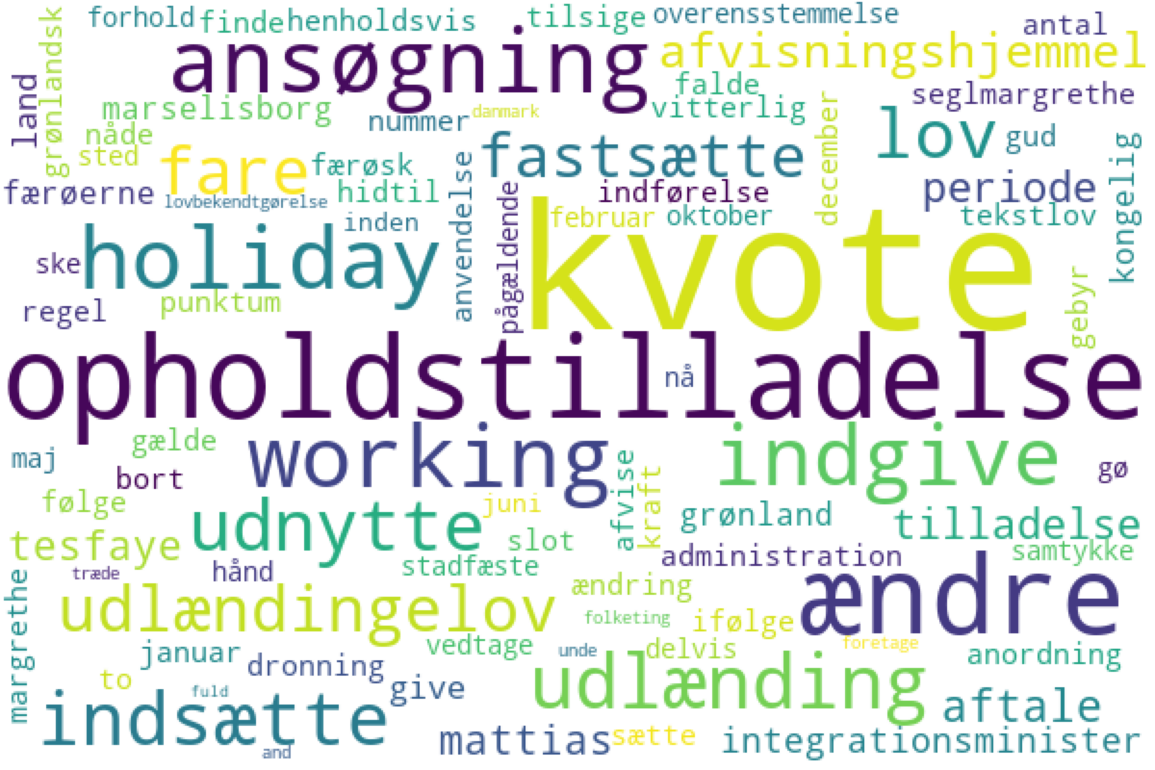 forhold
finde
henholdsvis
tilsige
overensstemmelse
antal
ansøgning
afvisningshjemmel
land
grønlandsk
falde
seglmargrethe
marselisborg
nummer
danmark
vitterlig
nåde
sted
fare
færøsk
fastsætte
december
lov
gud
kongelig
færøerne
lovbekendtgørelse
hidtil
anvendelse
pågældende
indførelse
periode
inden
februar
oktober
tekstlov
holiday
kvote
ske
regel
punktum
gebyr
opholdstilladelse
nå
gælde
working
indgive
maj
bort
afvise
kraft
gø
følge
udnytte
juni
grønland
tilladelse
tesfaye
slot
administration
samtykke
træde
hånd
stadfæste
ændring
ændre
margrethe
udlændingelov
folketing
ifølge
januar
dronning
vedtage
unde
delvis
foretage
anordning
to
fuld
give
udlænding
aftale
indsætte
and
mattias
sætte
integrationsminister